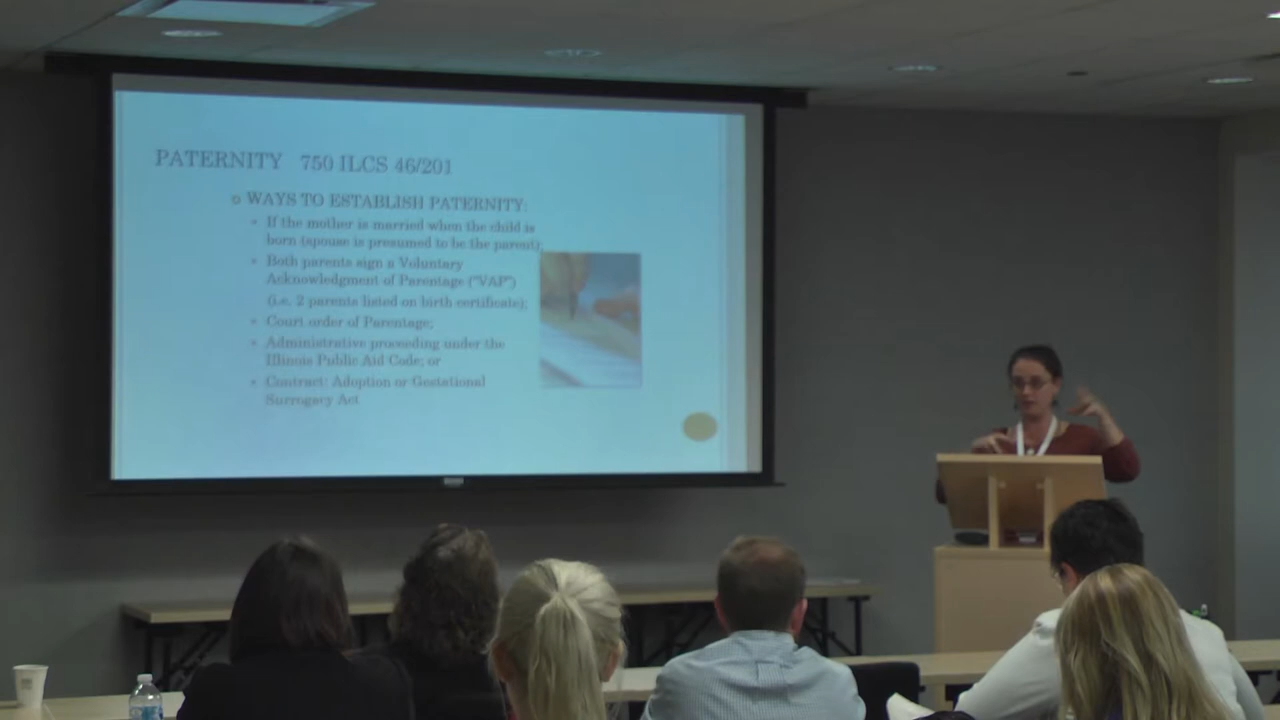 PATERNITY 750 ILCS 46/201
WAYS TO ESTABLISH PATERNITY:
If the mother is married when the child is
born (spouse is presumed to be the parent);
Both parents sign a Voluntary
Acknowledgment of Parentage ("VAP")
(i.e. 2 parents listed on birth certificate);
Court order of Parentage;
Administrative proceeding under the
Illinois Public Aid Code; or
Contract: Adoption or Gestational
Surrogacy Act